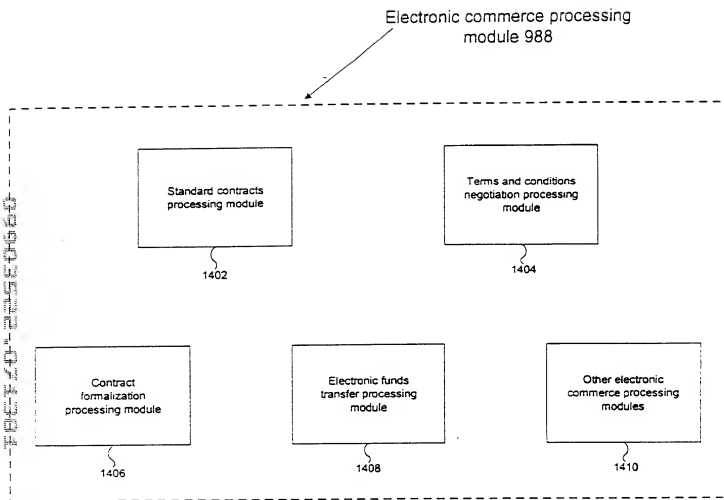 Electronic commerce processing
module 988
Standard contracts
processing module
1402
Terms and conditions
negotiation processing
module
1404
Contract
formalization
processing module
1406
Electronic funds
transfer processing
module
1408
Other electronic
commerce processing
modules
1410